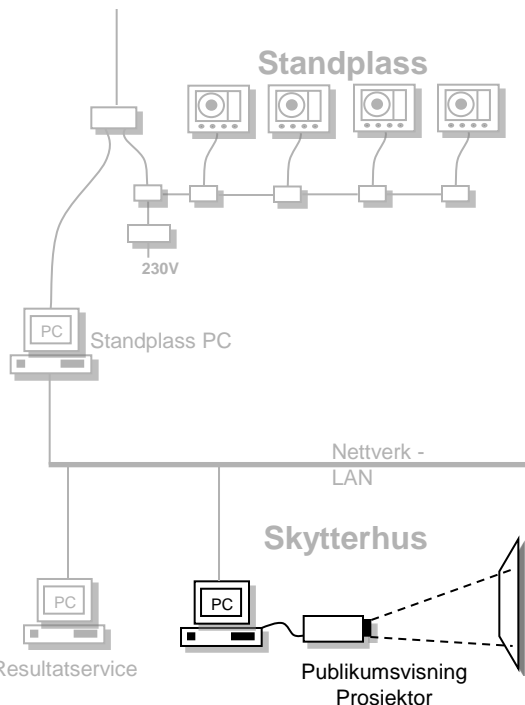 Standplass
230V
PC
Standplass PC
Nettverk -
LAN
Skytterhus
PC
PC
Resultatservice
Publikumsvisning
Prosjektor